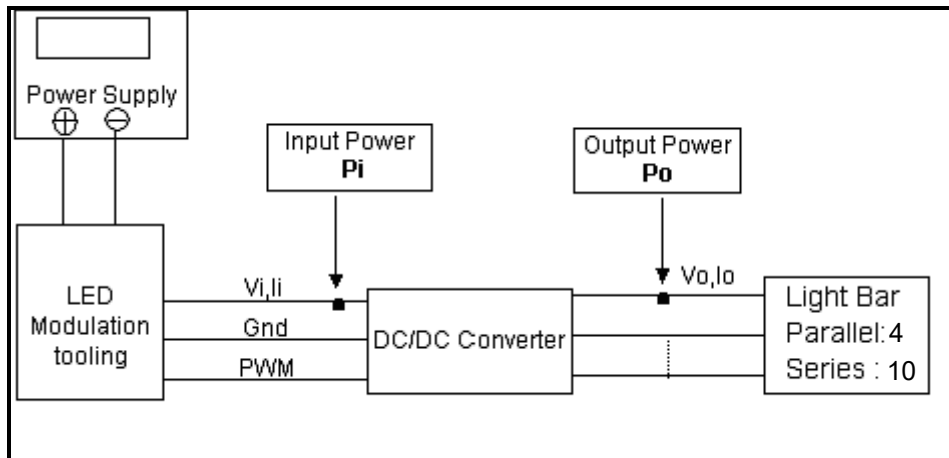 Power Supply
Input Power
Pi
Output Power
Po
Vi,Ii
Vo,Io
LED
Modulation
tooling
Gnd
PWM
DC/DC Converter
Light Bar
Parallel:4
Series : 10